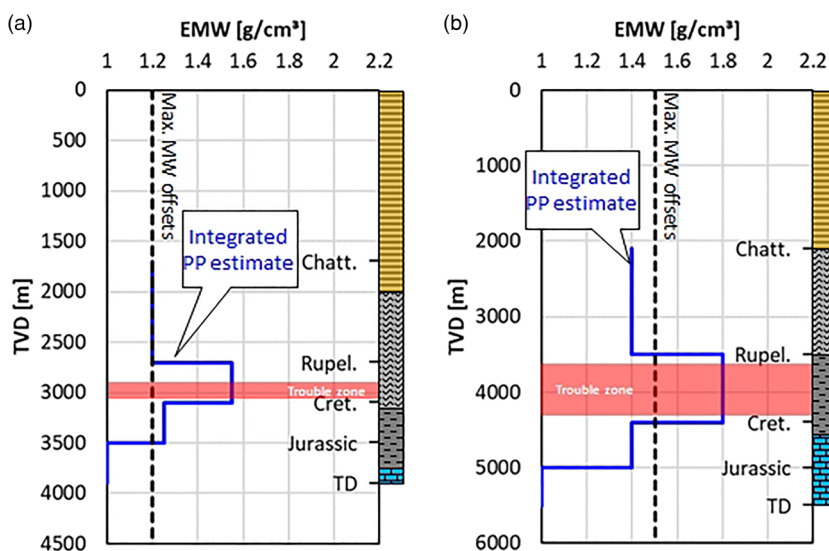 (a)
EMW [g/cm³]
1 1.2 1.4 1.6 1.8 2 2.2
TVD [m]
0
500
1000
1500
2000
2500
3000
3500
4000
4500
Max. MW offsets
Integrated
PP estimate
Chatt.
Rupel.
Trouble zone
Cret.
Jurassic
TD
(b)
EMW [g/cm³]
1 1.2 1.4 1.6 1.8 2 2.2
TVD [m]
0
1000
2000
3000
4000
5000
6000
Max. MW offsets
Integrated
PP estimate
Chatt.
Rupel.
Trouble zone
Cret.
Jurassic
TD